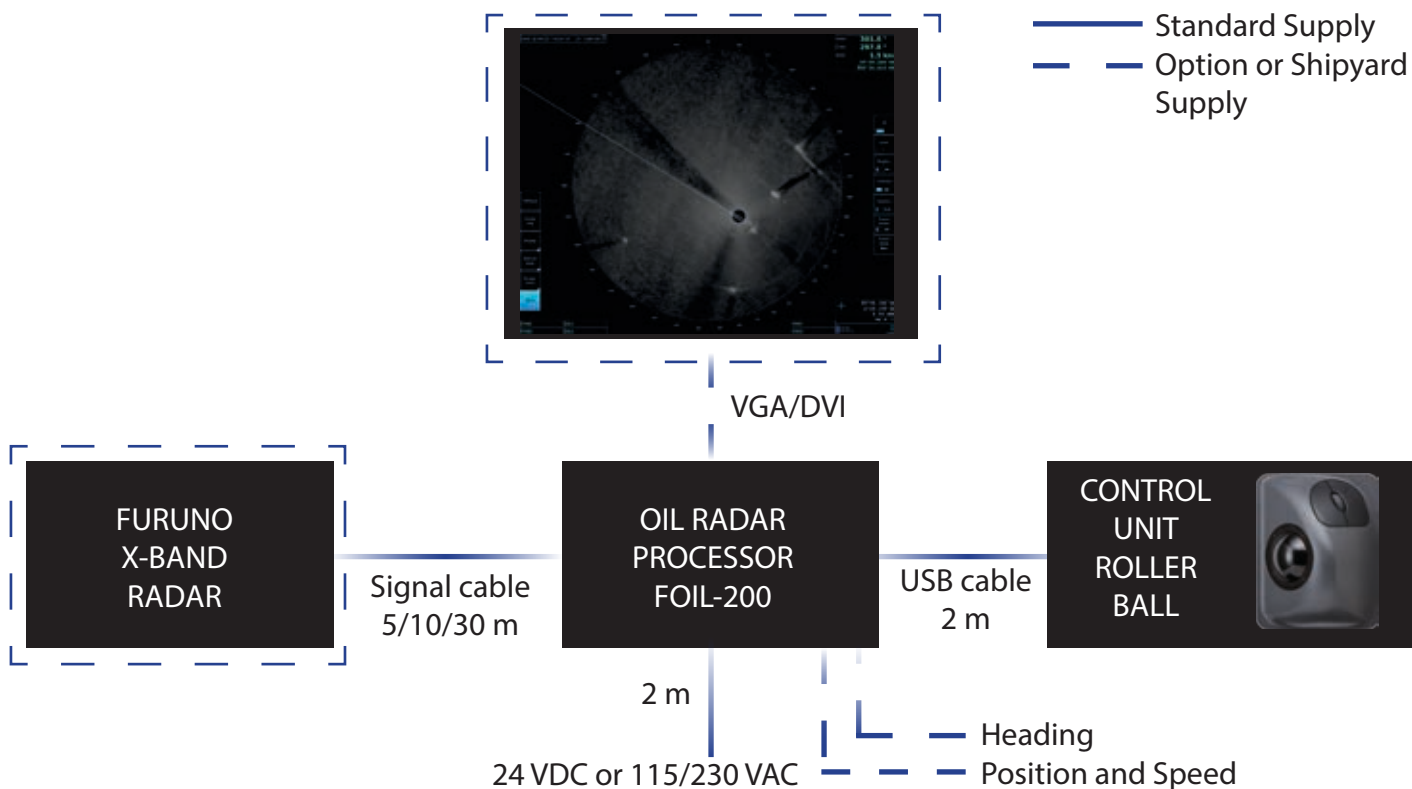 Standard Supply
Option or Shipyard
Supply
VGA/DVI
FURUNO
X-BAND
RADAR
Signal cable
5/10/30 m
OIL RADAR
PROCESSOR
FOIL-200
USB cable
2 m
CONTROL
UNIT
ROLLER
BALL
2 m
Heading
24 VDC or 115/230 VAC
Position and Speed